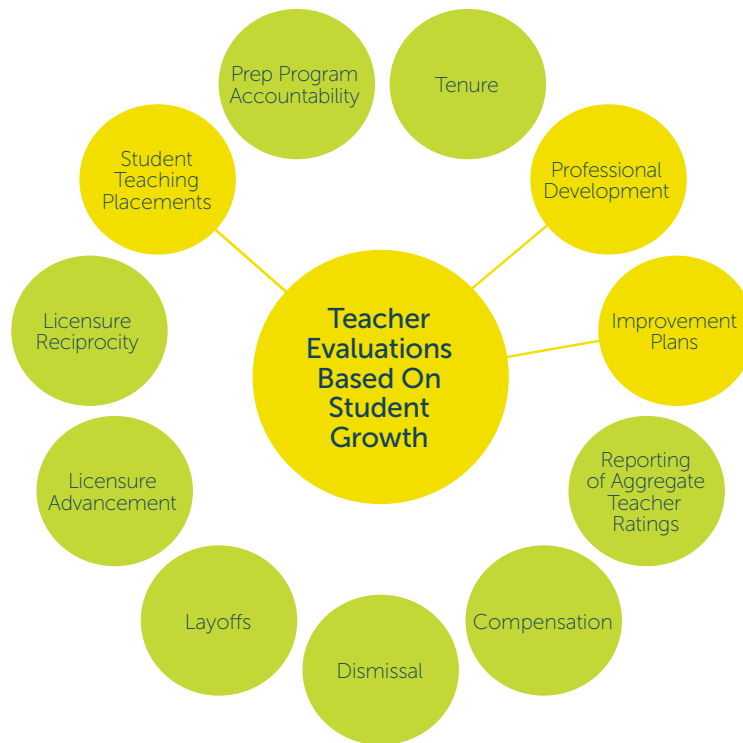 Prep Program
Accountability
Tenure
Student
Teaching
Placements
Professional
Development
Licensure
Reciprocity
Teacher
Evaluations
Based On
Student
Growth
Improvement
Plans
Licensure
Advancement
Reporting
of Aggregate
Teacher
Ratings
Layoffs
Compensation
Dismissal